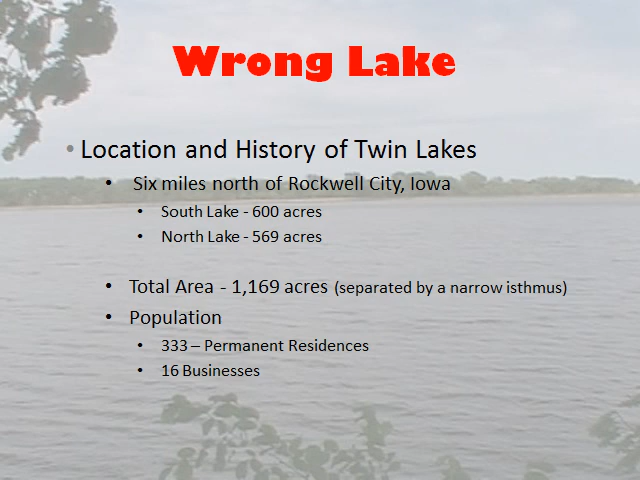 Wrong Lake
• Location and History of Twin Lakes
• Six miles north of Rockwell City, Iowa
• South Lake - 600 acres
• North Lake - 569 acres
• Total Area - 1,169 acres (separated by a narrow isthmus)
• Population
• 333 – Permanent Residences
• 16 Businesses